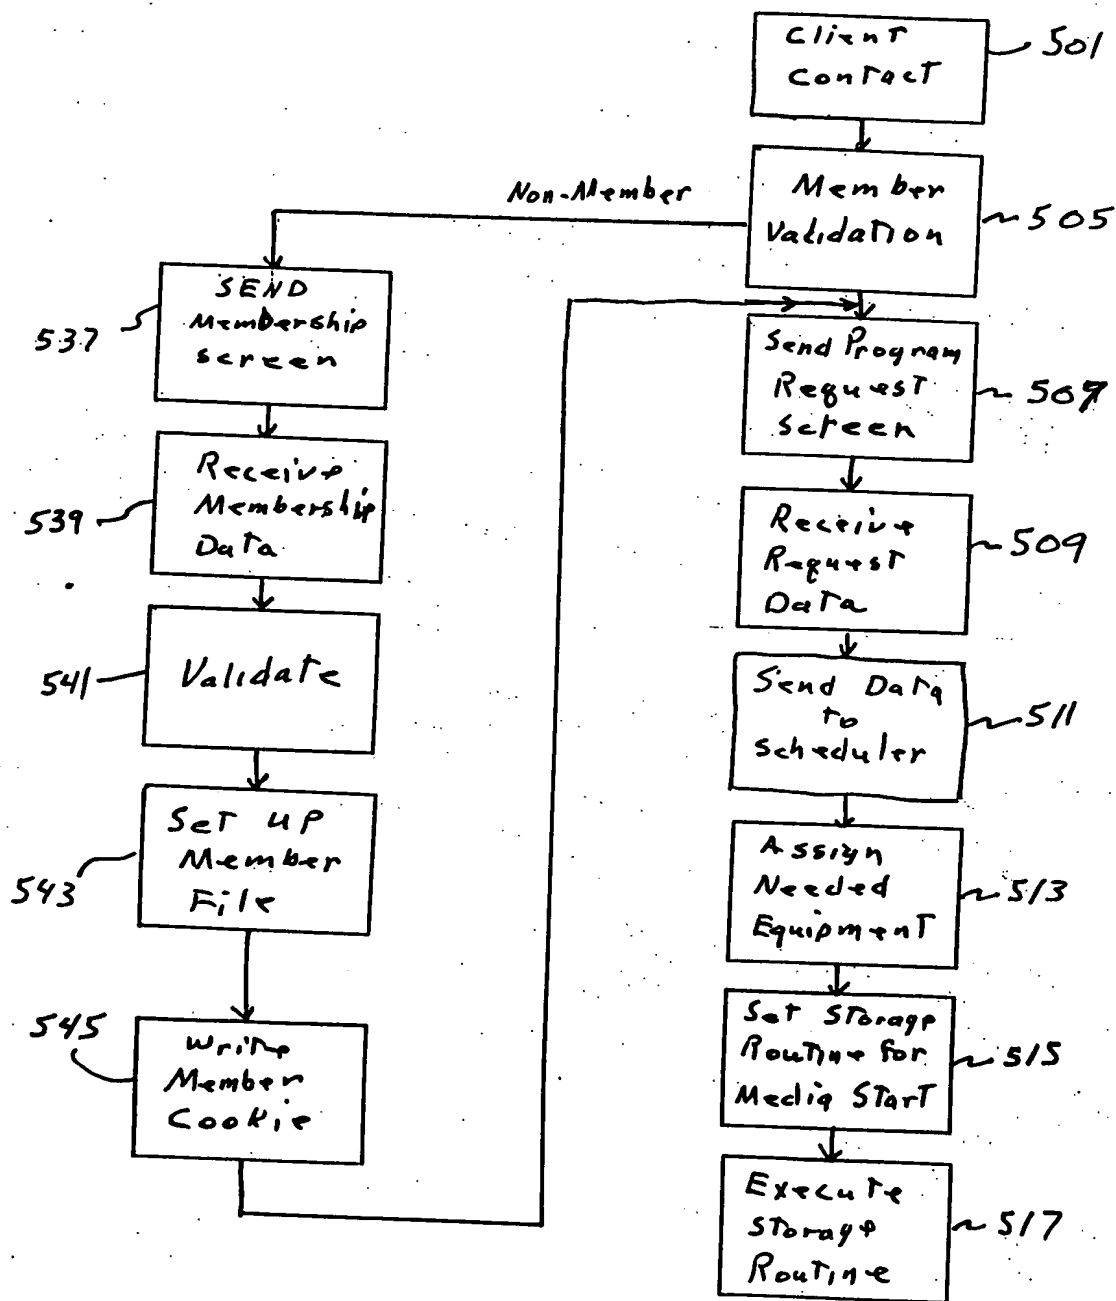 Client
Contact
501
Member
Validation
505
Non-Member
SEND
Membership
screen
537
Receive
Membership
Data
539
Validate
541
Set up
Member
File
543
Write
Member
Cookie
545
Send Program
Request
Screen
507
Receive
Request
Data
509
Send Data
to
Scheduler
511
Assign
Needed
Equipment
513
Set Storage
Routine for
Media Start
515
Execute
Storage
Routine
517